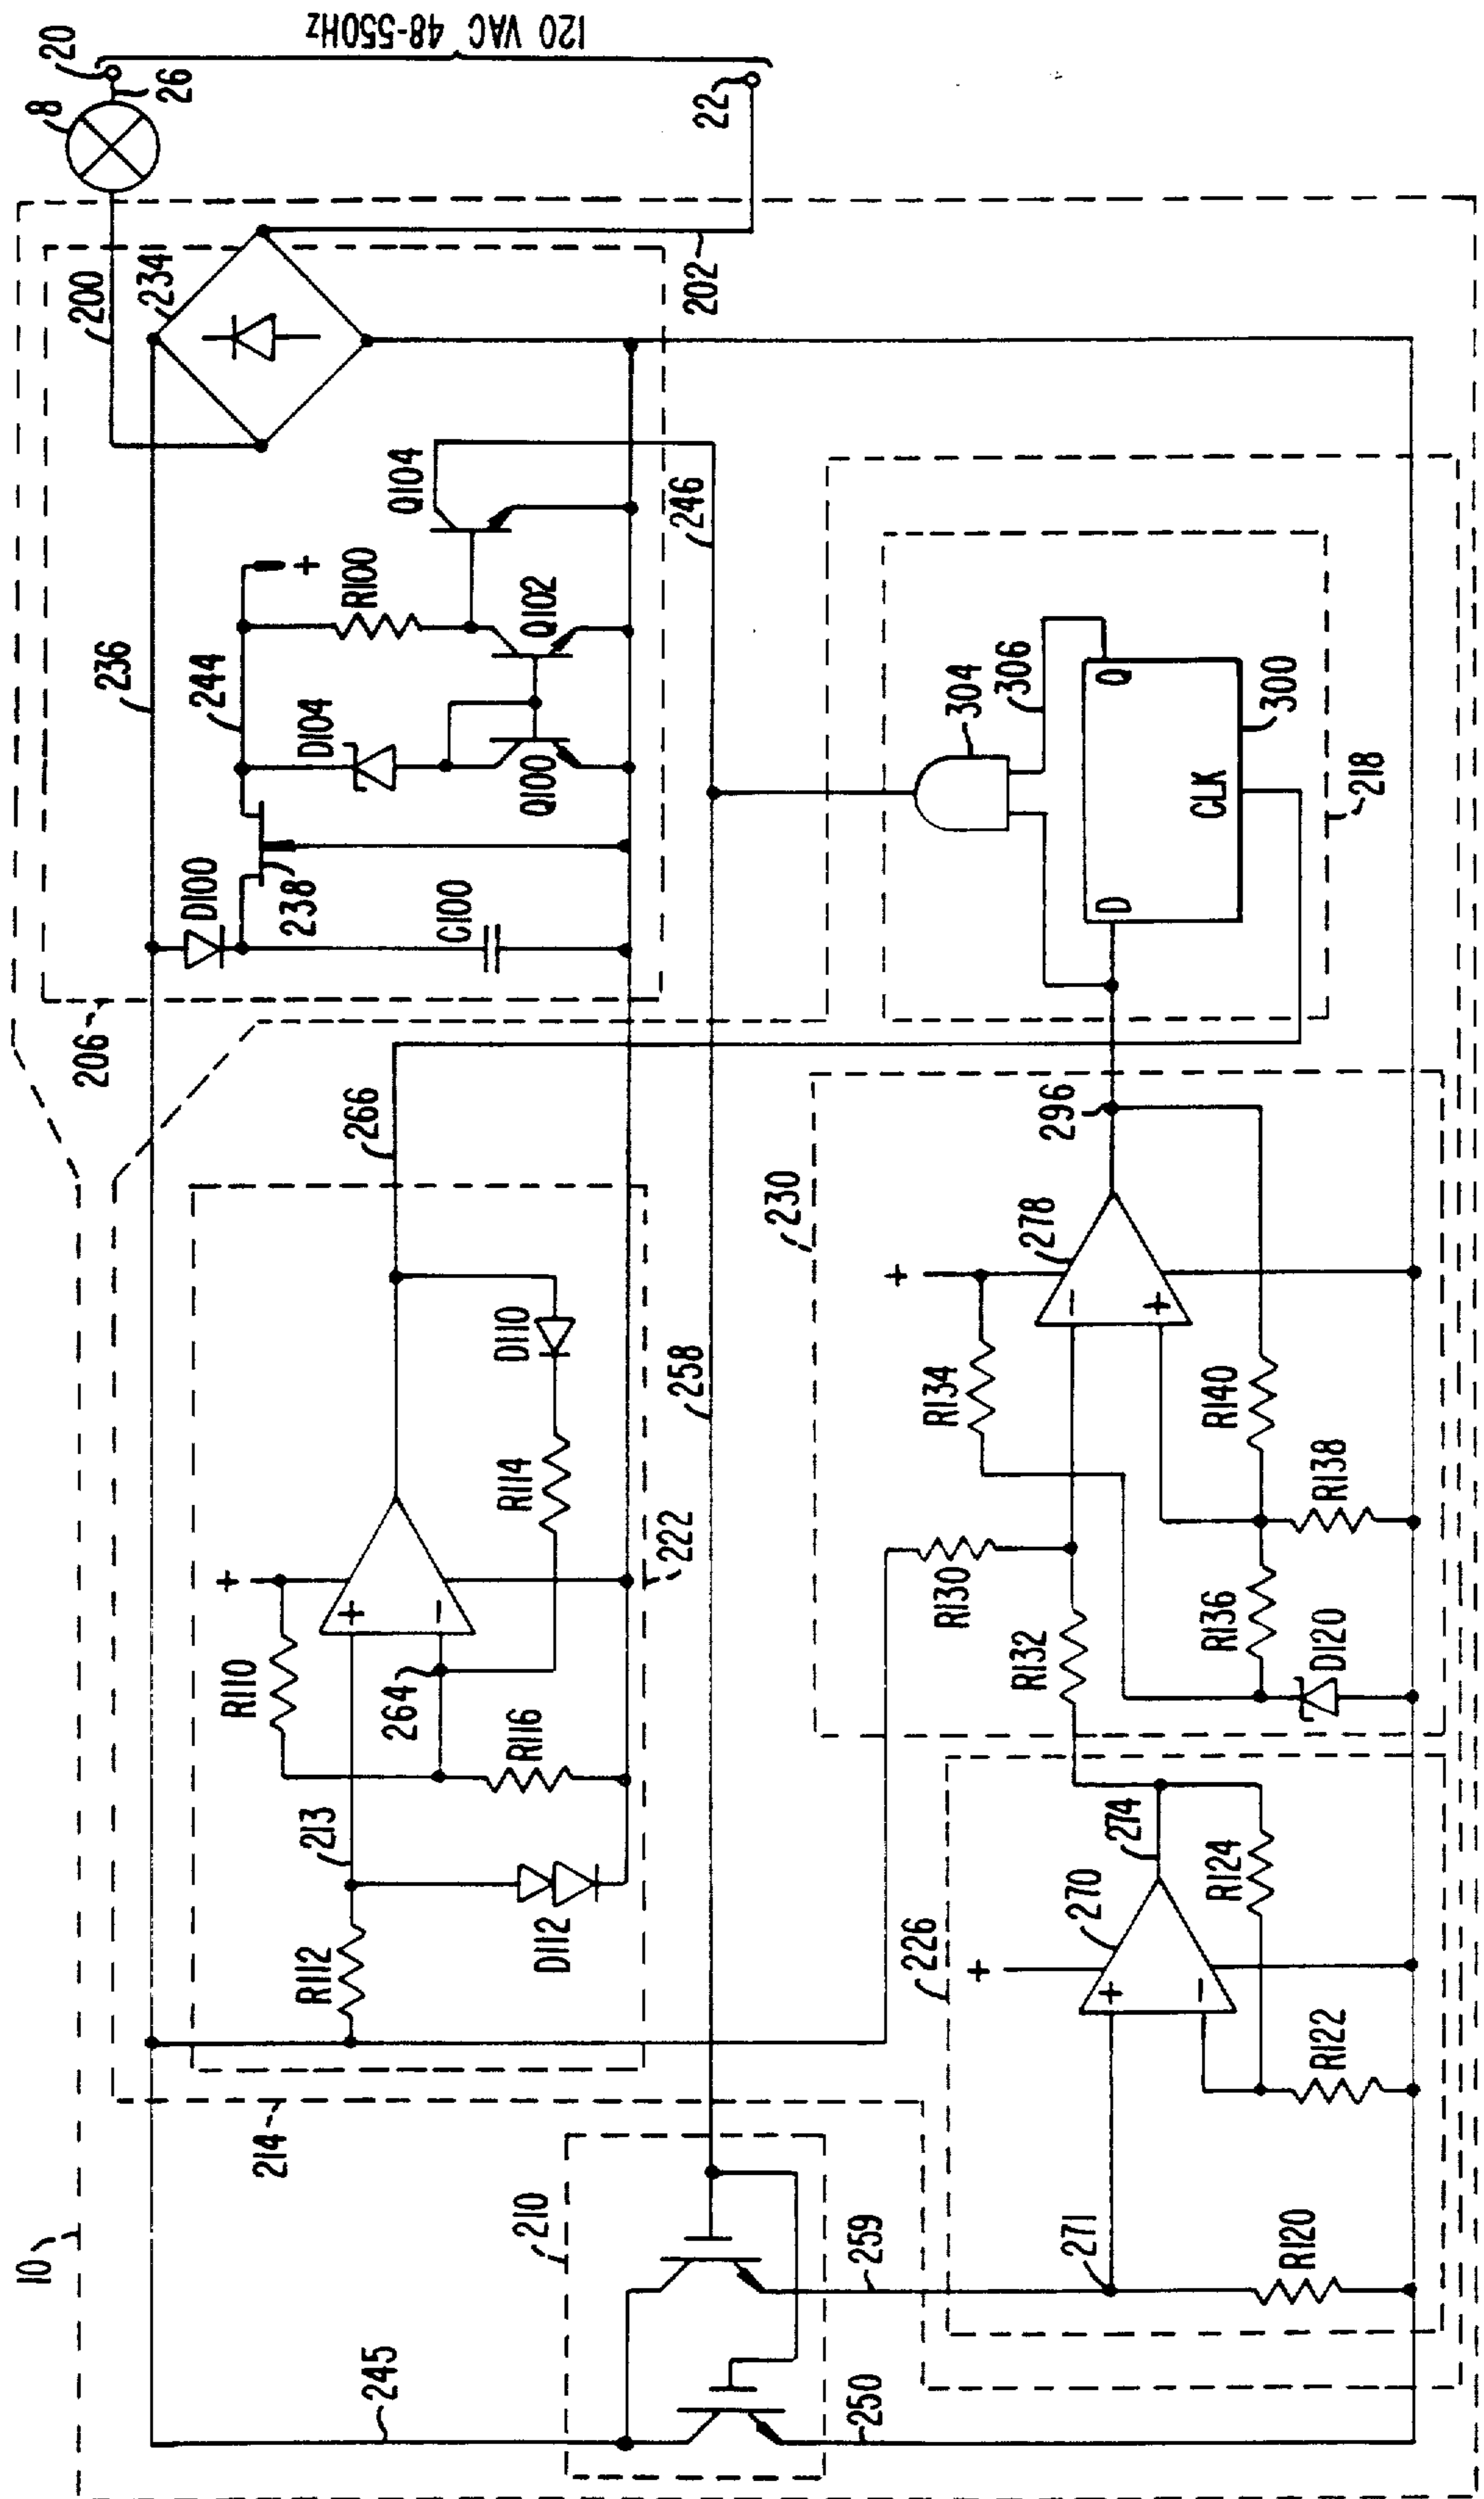 10
214
210
245
250
259
271
R120
226
270
+
+
−
274
R122
R124
R112
213
D112
R110
+
+
−
264
R116
R114
D110
222
266
258
230
R130
R132
R134
R136
D120
R138
R140
+
−
+
278
296
206
D100
238
C100
236
244
D104
Q100
Q102
R100
+
Q104
246
234
200
202
304
306
D
Q
CLK
300
218
8
20
26
22
120 VAC 48-550Hz